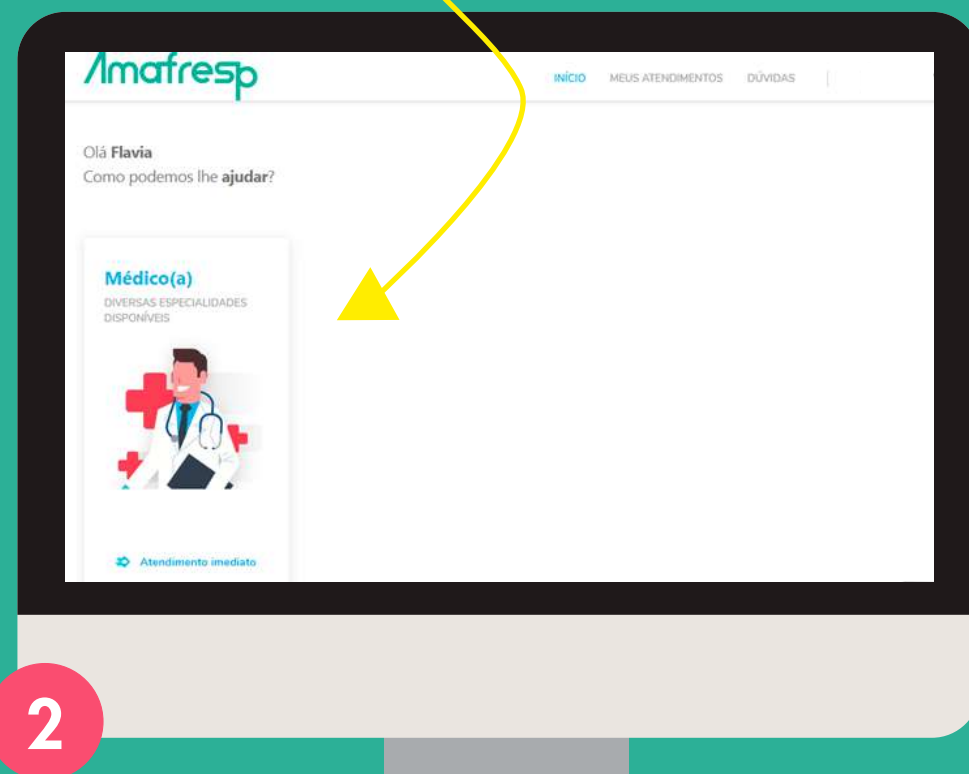 Amafresp
INÍCIO MEUS ATENDIMENTOS DÚVIDAS
Olá Flavia
Como podemos lhe ajudar?
Médico(a)
DIVERSAS ESPECIALIDADES
DISPONÍVEIS
Atendimento imediato
2